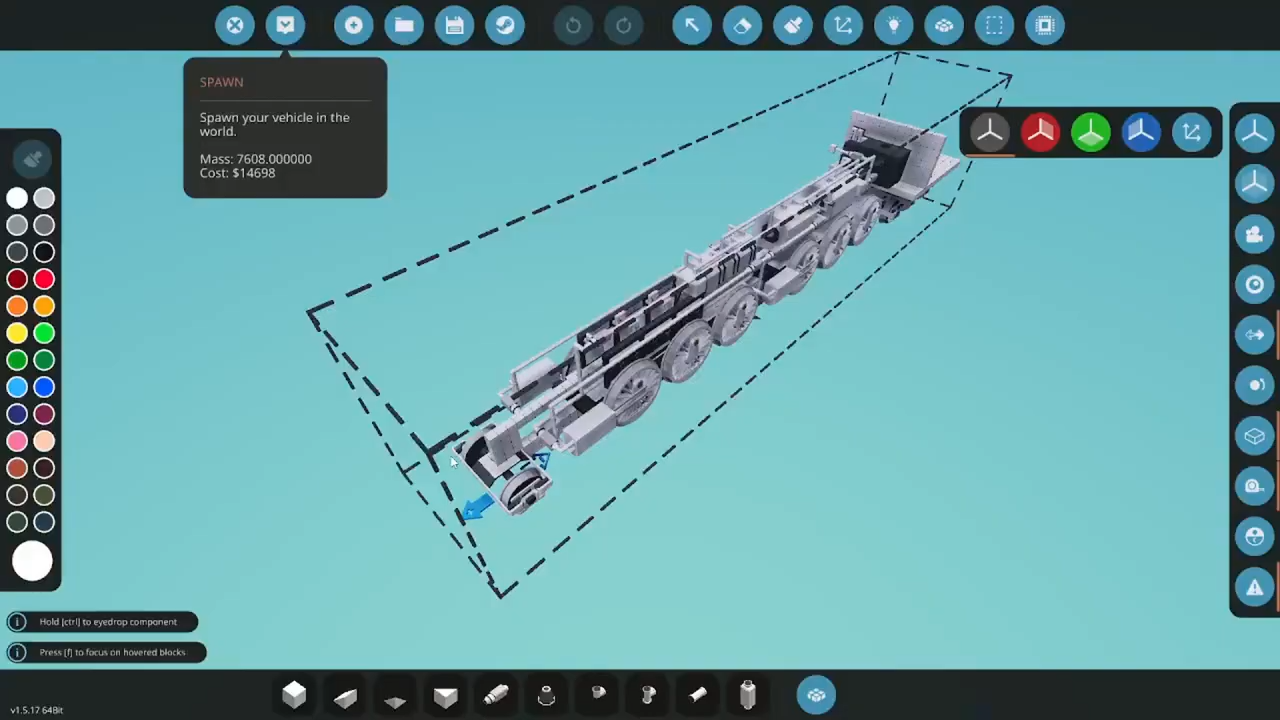 SPAWN
Spawn your vehicle in the
world.
Mass: 7608.000000
Cost: $14698
Hold [ctrl] to eyedrop component
Press [f] to focus on hovered blocks
v1.5.17 64Bit